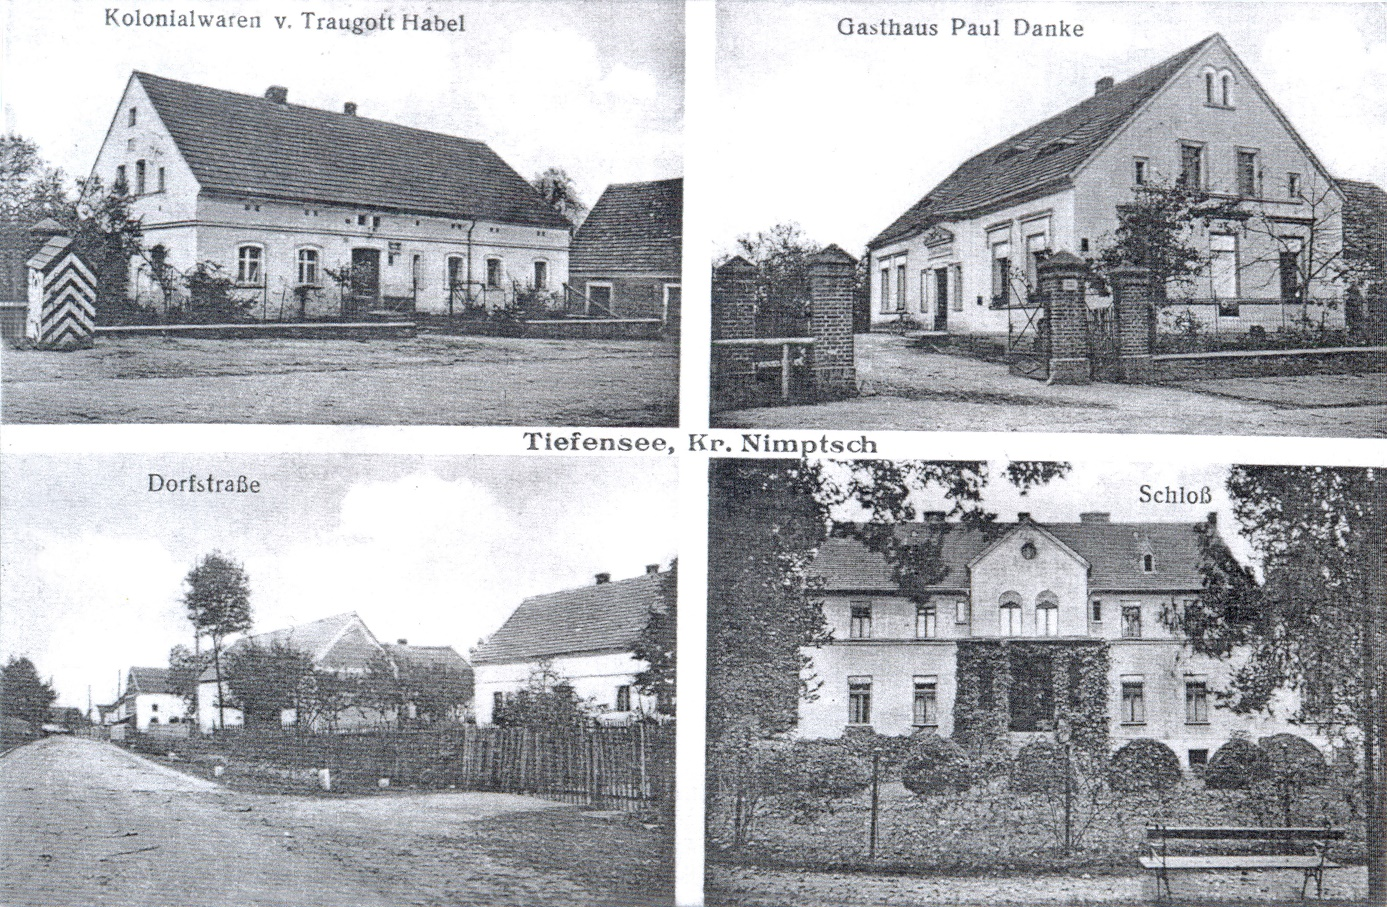 Kolonialwaren v. Traugott Habel
Gasthaus Paul Danke
Tiefensee, Kr. Nimptsch
Dorfstraße
Schloß